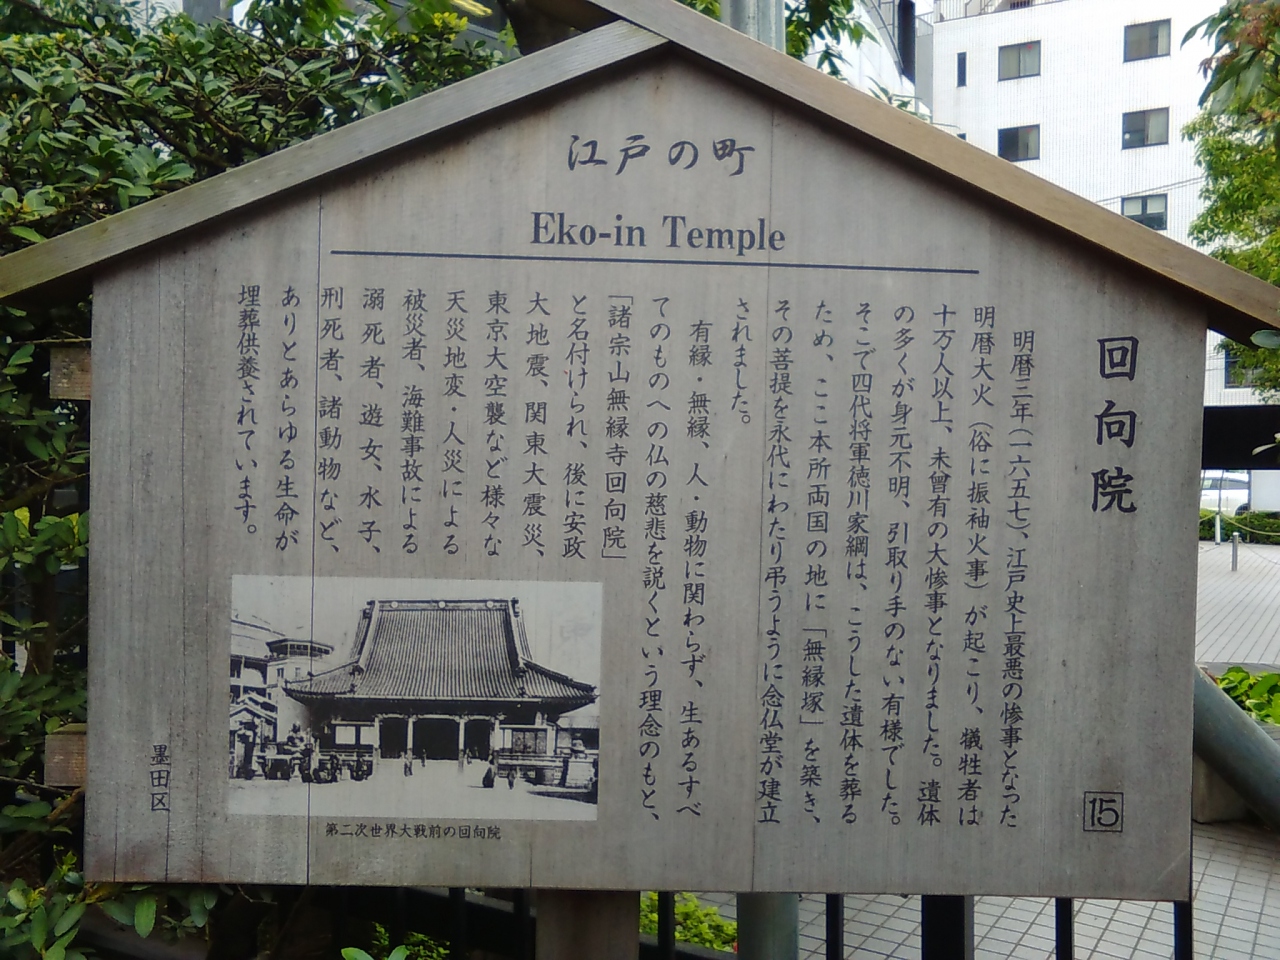 江戸の町
Eko-in Temple
回向院
明暦三年(一六五七)、江戸史上最悪の惨事となった
明暦大火(俗に振袖火事)が起こり、犠牲者は
十万人以上、未曾有の大惨事となりました。遺体
の多くが身元不明、引取り手のない有様でした。
そこで四代将軍徳川家綱は、こうした遺体を葬る
ため、ここ本所両国の地に「無縁塚」を築き、
その菩提を永代にわたり弔うように念仏堂が建立
されました。
有縁・無縁、人・動物に関わらず、生あるすべ
てのものへの仏の慈悲を説くという理念のもと、
「諸宗山無縁寺回向院」
と名付けられ、後に安政
大地震、関東大震災、
東京大空襲など様々な
天災地変・人災による
被災者、海難事故による
溺死者、遊女、水子、
刑死者、諸動物など、
ありとあらゆる生命が
埋葬供養されています。
第二次世界大戦前の回向院
墨田区
15